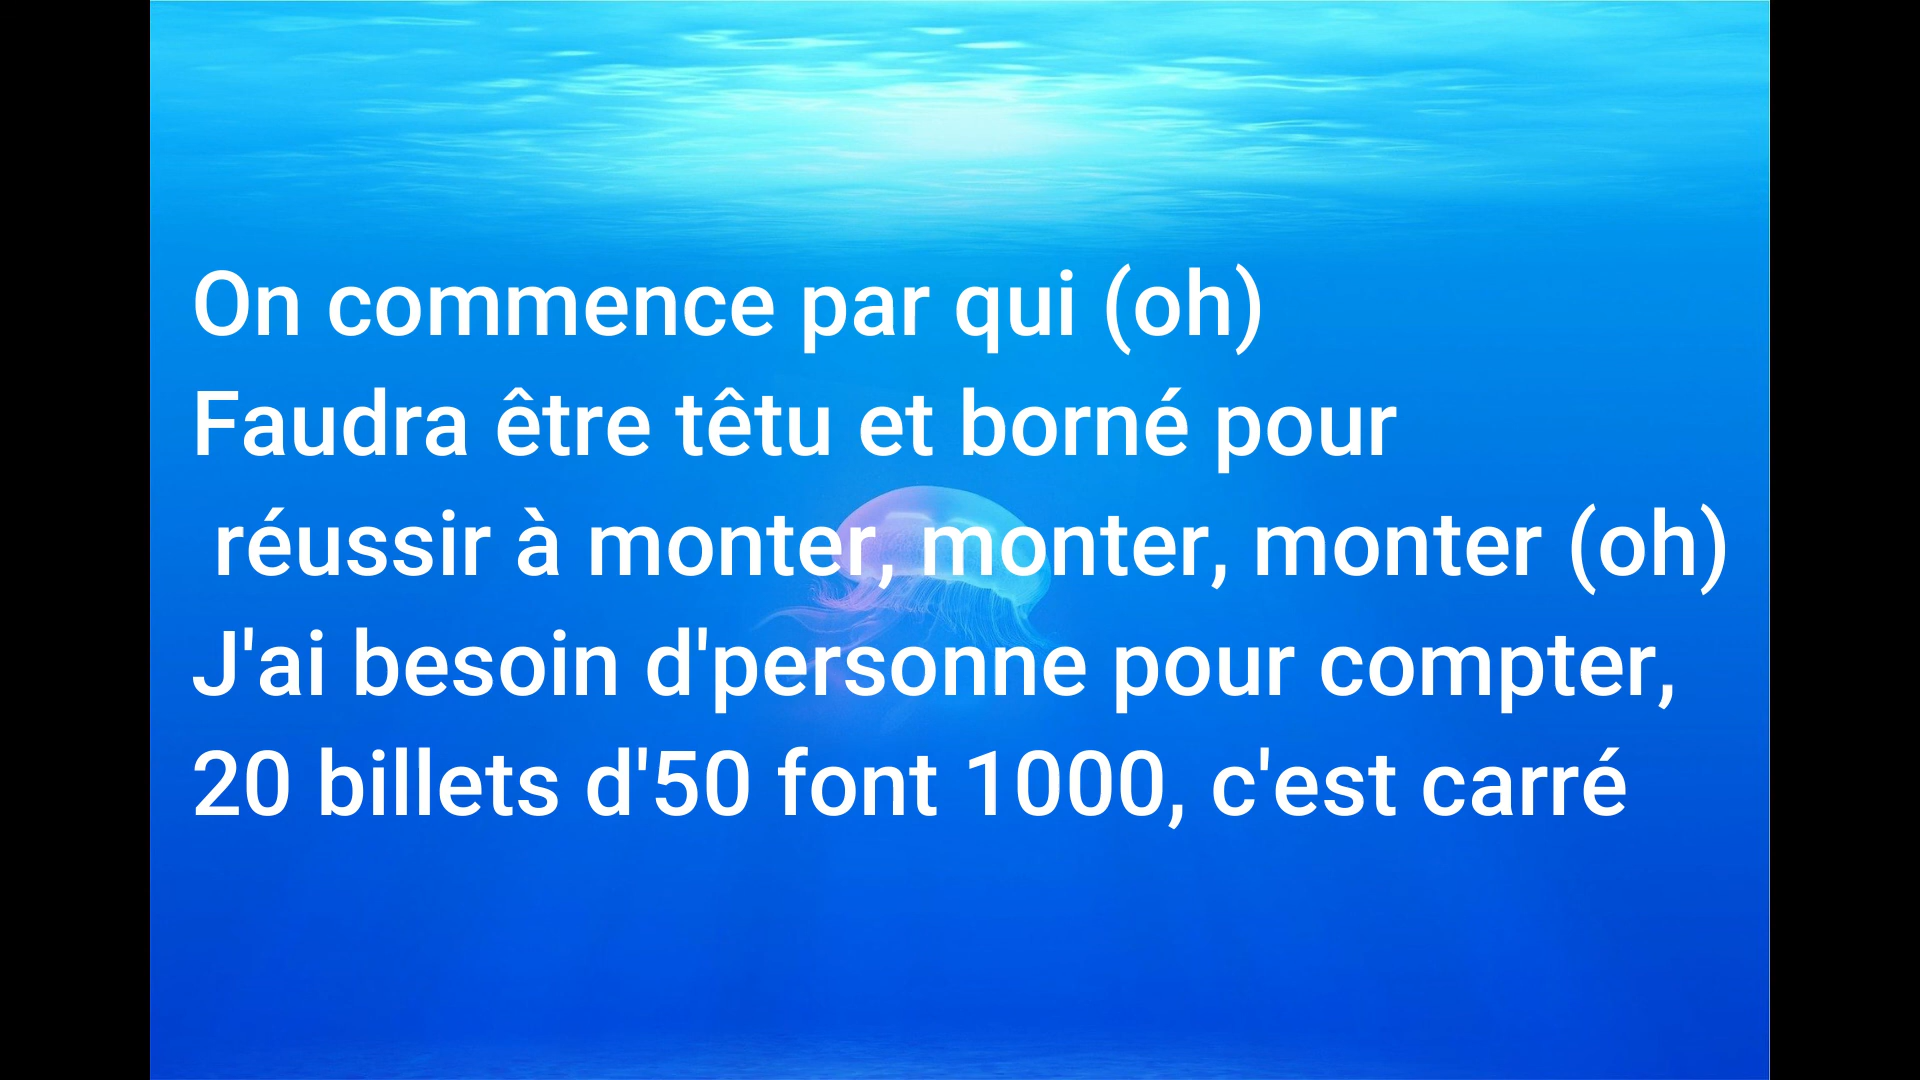 On commence par qui (oh)
Faudra être têtu et borné pour
réussir à monter, monter, monter (oh)
J'ai besoin d'personne pour compter,
20 billets d'50 font 1000, c'est carré